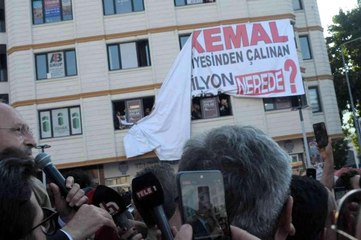 KEMAL
YESİNDEN ÇALINAN
İLYON NEREDE?
TELE 1